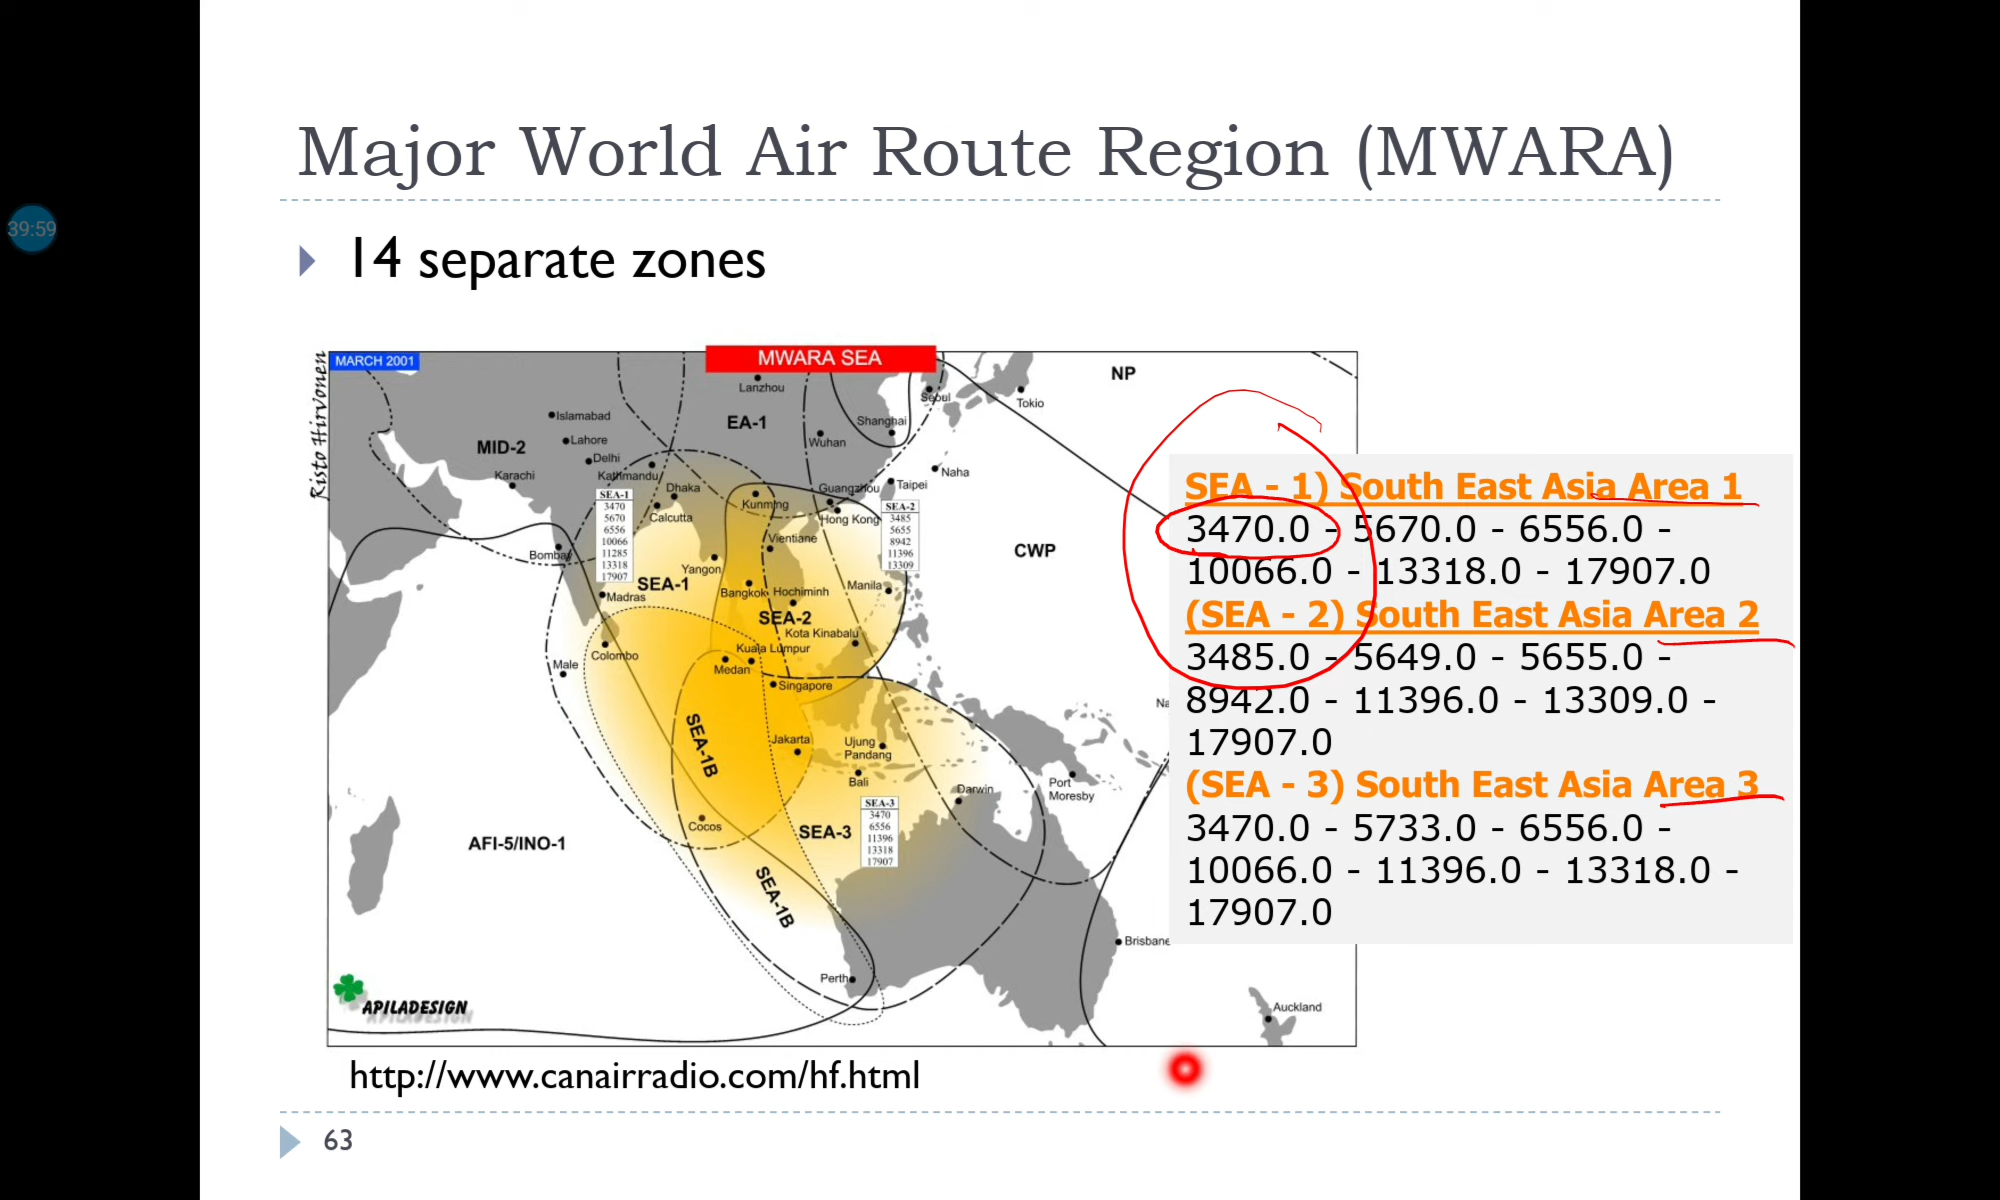 Major World Air Route Region (MWARA)
39:59
14 separate zones
Risto Hirvonen
MARCH 2001
MWARA SEA
NP
Lanzhou
Seoul
Tokio
Islamabad
EA-1
Shanghai
Wuhan
MID-2
Lahore
Delhi
Karachi
Kathmandu
Naha
Dhaka
Guangzhou
Taipei
Calcutta
Kunming
Hong Kong
SEA-1
3470
5670
6556
10066
11285
13318
17907
SEA-2
3485
5655
8942
11396
13309
Vientiane
CWP
Bombay
Yangon
SEA-1
Madras
Bangkok
Hochiminh
Manila
SEA-2
Kota Kinabalu
Colombo
Kuala Lumpur
Male
Medan
Singapore
Na
SEA-1B
Jakarta
Ujung
Pandang
Bali
Darwin
Port
Moresby
SEA-3
3470
6556
11396
13318
17907
Cocos
SEA-3
AFI-5/INO-1
SEA-1B
Brisbane
Perth
Auckland
APILADESIGN
SEA - 1) South East Asia Area 1
3470.0 - 5670.0 - 6556.0 -
10066.0 - 13318.0 - 17907.0
(SEA - 2) South East Asia Area 2
3485.0 - 5649.0 - 5655.0 -
8942.0 - 11396.0 - 13309.0 -
17907.0
(SEA - 3) South East Asia Area 3
3470.0 - 5733.0 - 6556.0 -
10066.0 - 11396.0 - 13318.0 -
17907.0
http://www.canairradio.com/hf.html
63